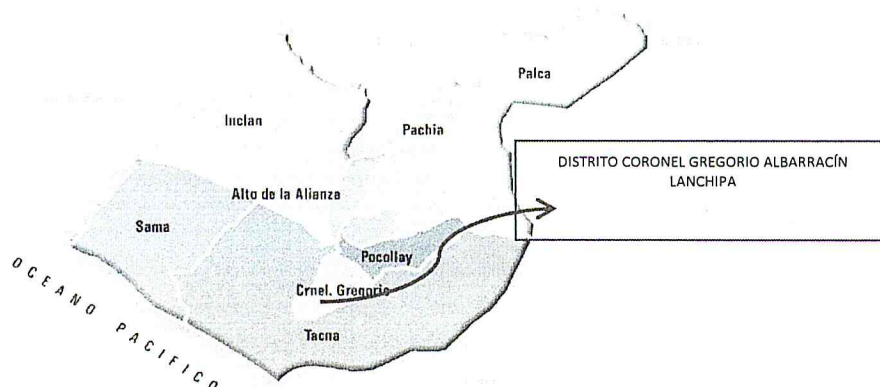 Palca
Inclan
Pachia
DISTRITO CORONEL GREGORIO ALBARRACÍN
LANCHIPA
Alto de la Alianza
Sama
Pocollay
Crnel. Gregorio
Tacna
OCEANO PACIFICO